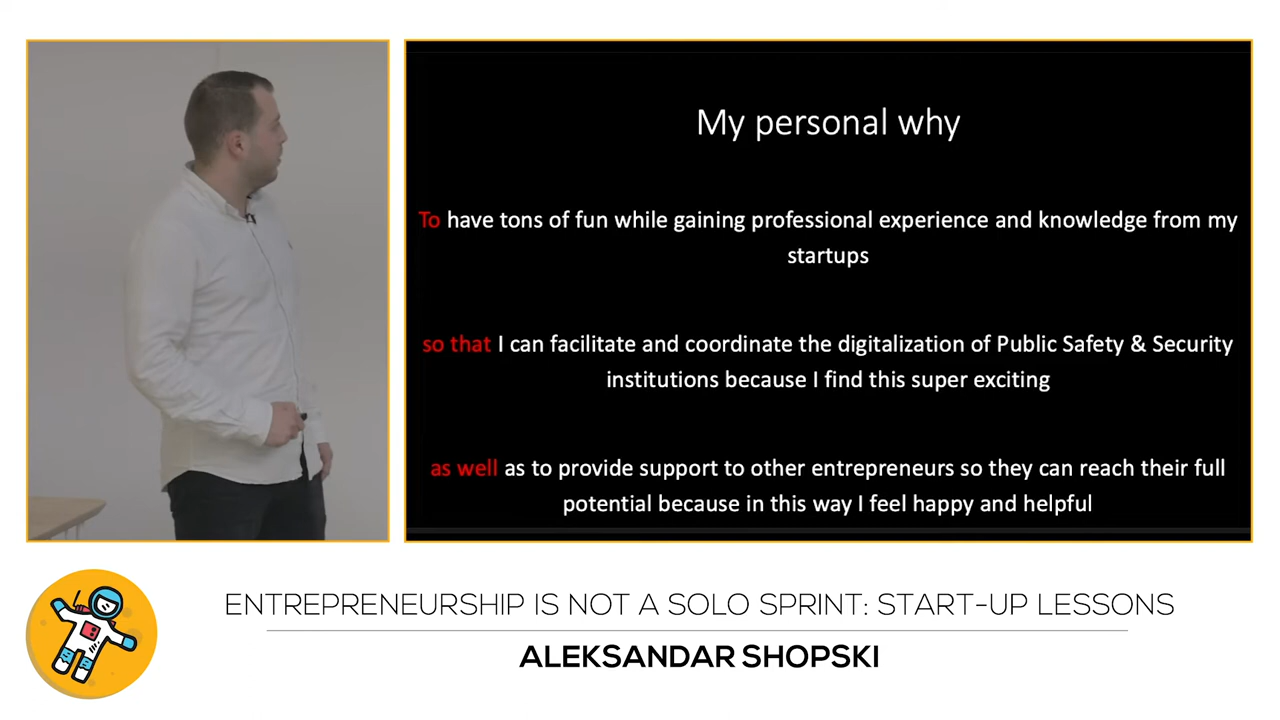 My personal why
To have tons of fun while gaining professional experience and knowledge from my
startups
so that I can facilitate and coordinate the digitalization of Public Safety & Security
institutions because I find this super exciting
as well as to provide support to other entrepreneurs so they can reach their full
potential because in this way I feel happy and helpful
ENTREPRENEURSHIP IS NOT A SOLO SPRINT: START-UP LESSONS
ALEKSANDAR SHOPSKI